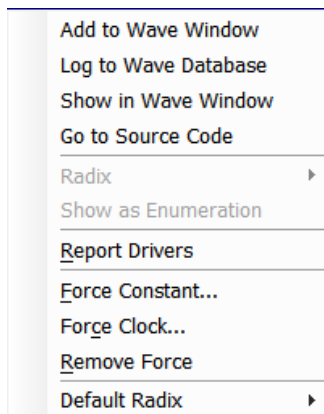 Add to Wave Window
Log to Wave Database
Show in Wave Window
Go to Source Code
Radix
Show as Enumeration
Report Drivers
Force Constant...
Force Clock...
Remove Force
Default Radix